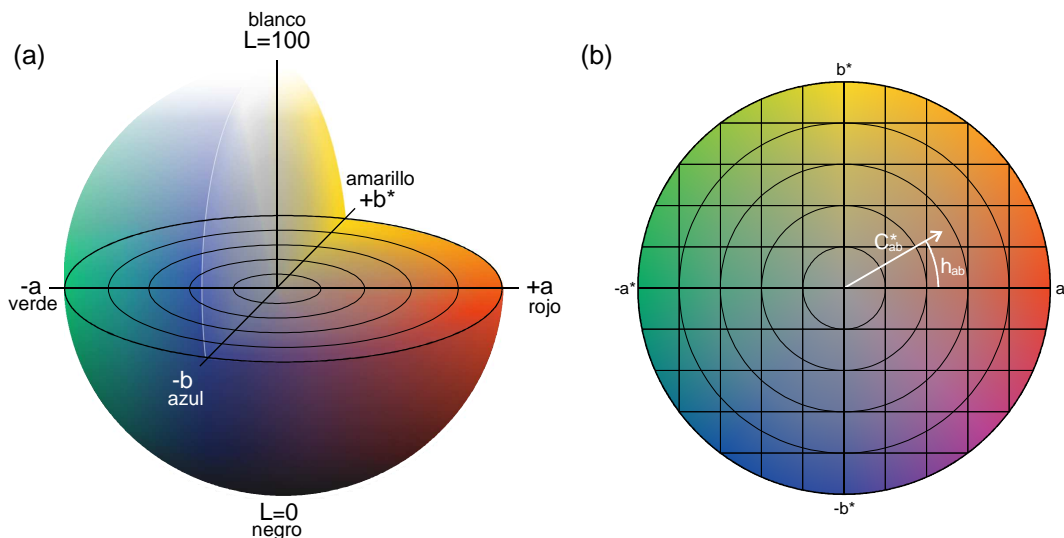 (a)
blanco
L=100
amarillo
+b*
-a
verde
+a
rojo
-b
azul
L=0
negro
(b)
b*
C*ab
hab
-a*
a
-b*